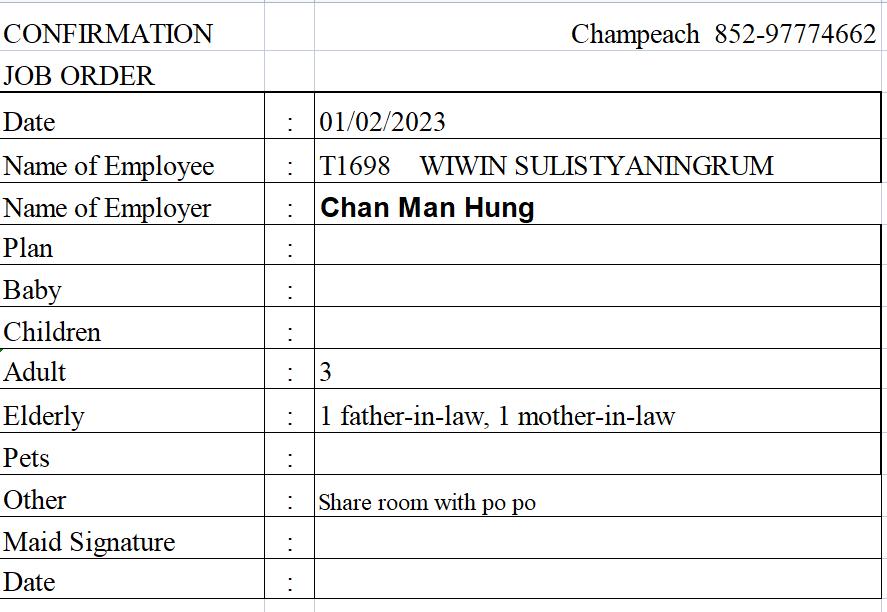 CONFIRMATION Champeach 852-97774662
JOB ORDER
Date : 01/02/2023
Name of Employee : T1698 WIWIN SULISTYANINGRUM
Name of Employer : Chan Man Hung
Plan :
Baby :
Children :
Adult : 3
Elderly : 1 father-in-law, 1 mother-in-law
Pets :
Other : Share room with po po
Maid Signature :
Date :